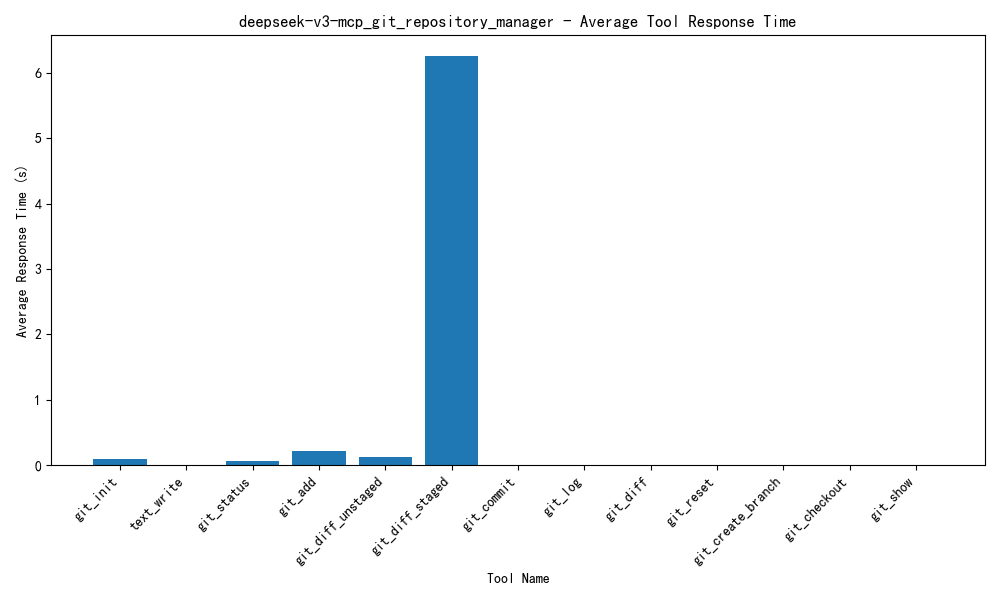 deepseek-v3-mcp_git_repository_manager - Average Tool Response Time
Average Response Time (s)
6
5
4
3
2
1
0
git_init
text_write
git_status
git_add
git_diff_unstaged
git_diff_staged
git_commit
git_log
git_diff
git_reset
git_create_branch
git_checkout
git_show
Tool Name